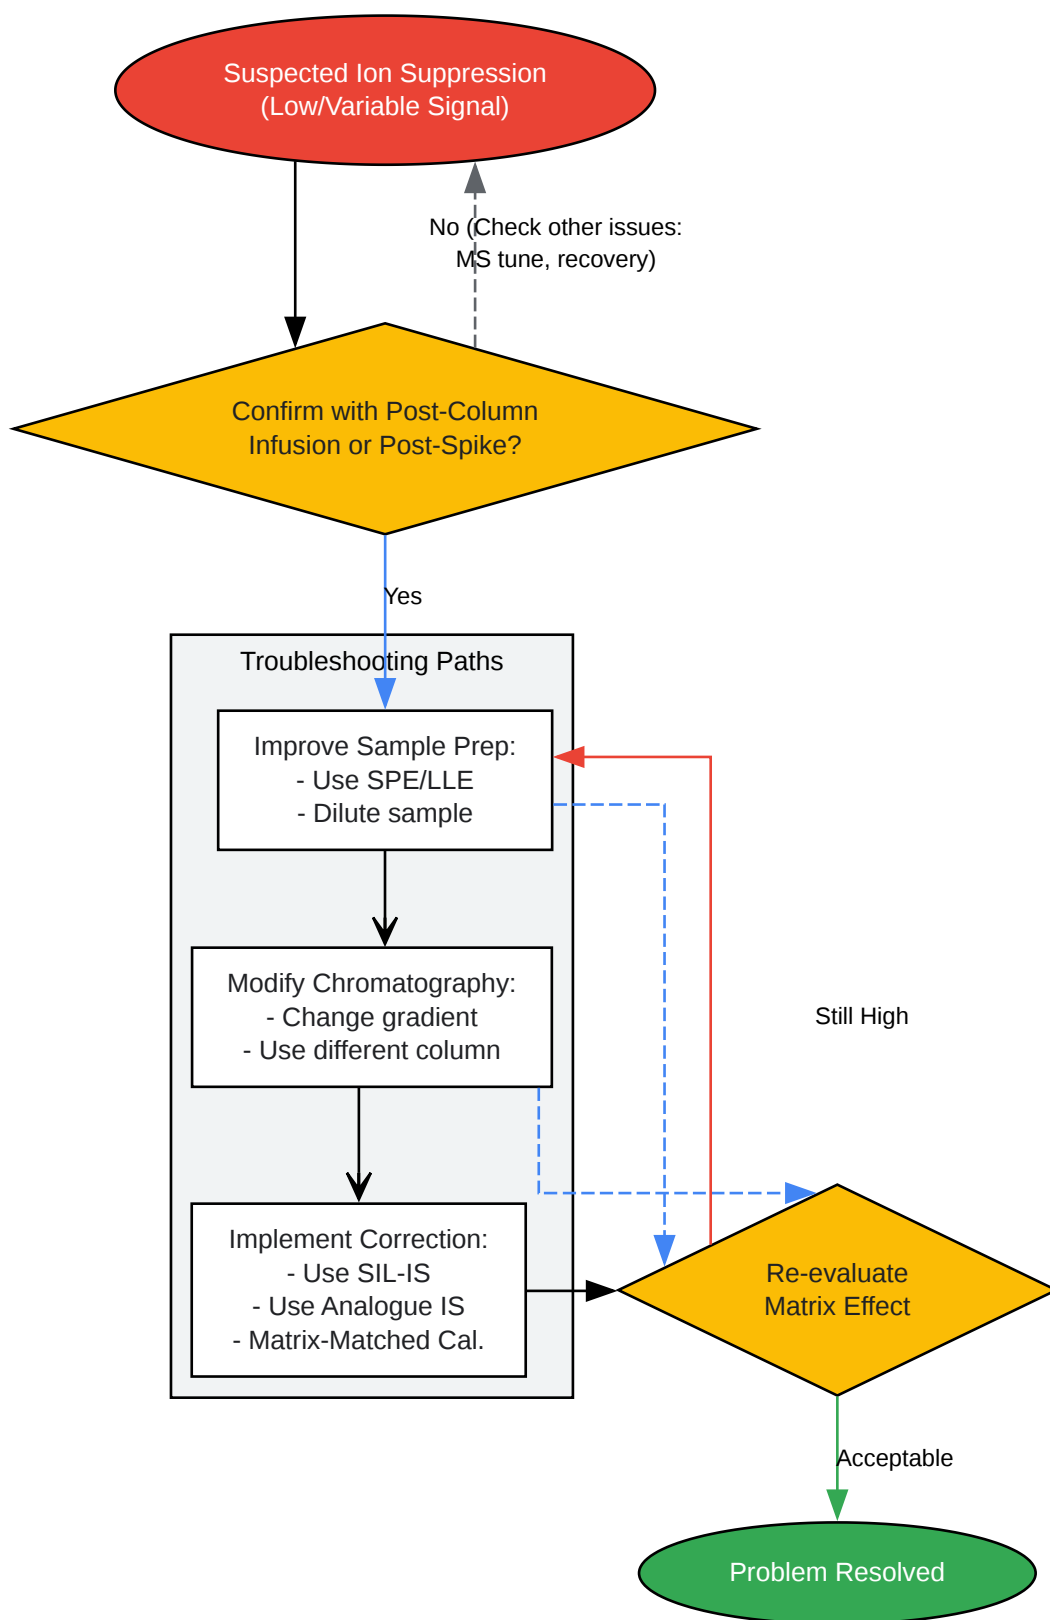 Suspected Ion Suppression
(Low/Variable Signal)
No (Check other issues:
MS tune, recovery)
Confirm with Post-Column
Infusion or Post-Spike?
Yes
Troubleshooting Paths
Improve Sample Prep:
- Use SPE/LLE
- Dilute sample
Modify Chromatography:
- Change gradient
- Use different column
Still High
Implement Correction:
- Use SIL-IS
- Use Analogue IS
- Matrix-Matched Cal.
Re-evaluate
Matrix Effect
Acceptable
Problem Resolved